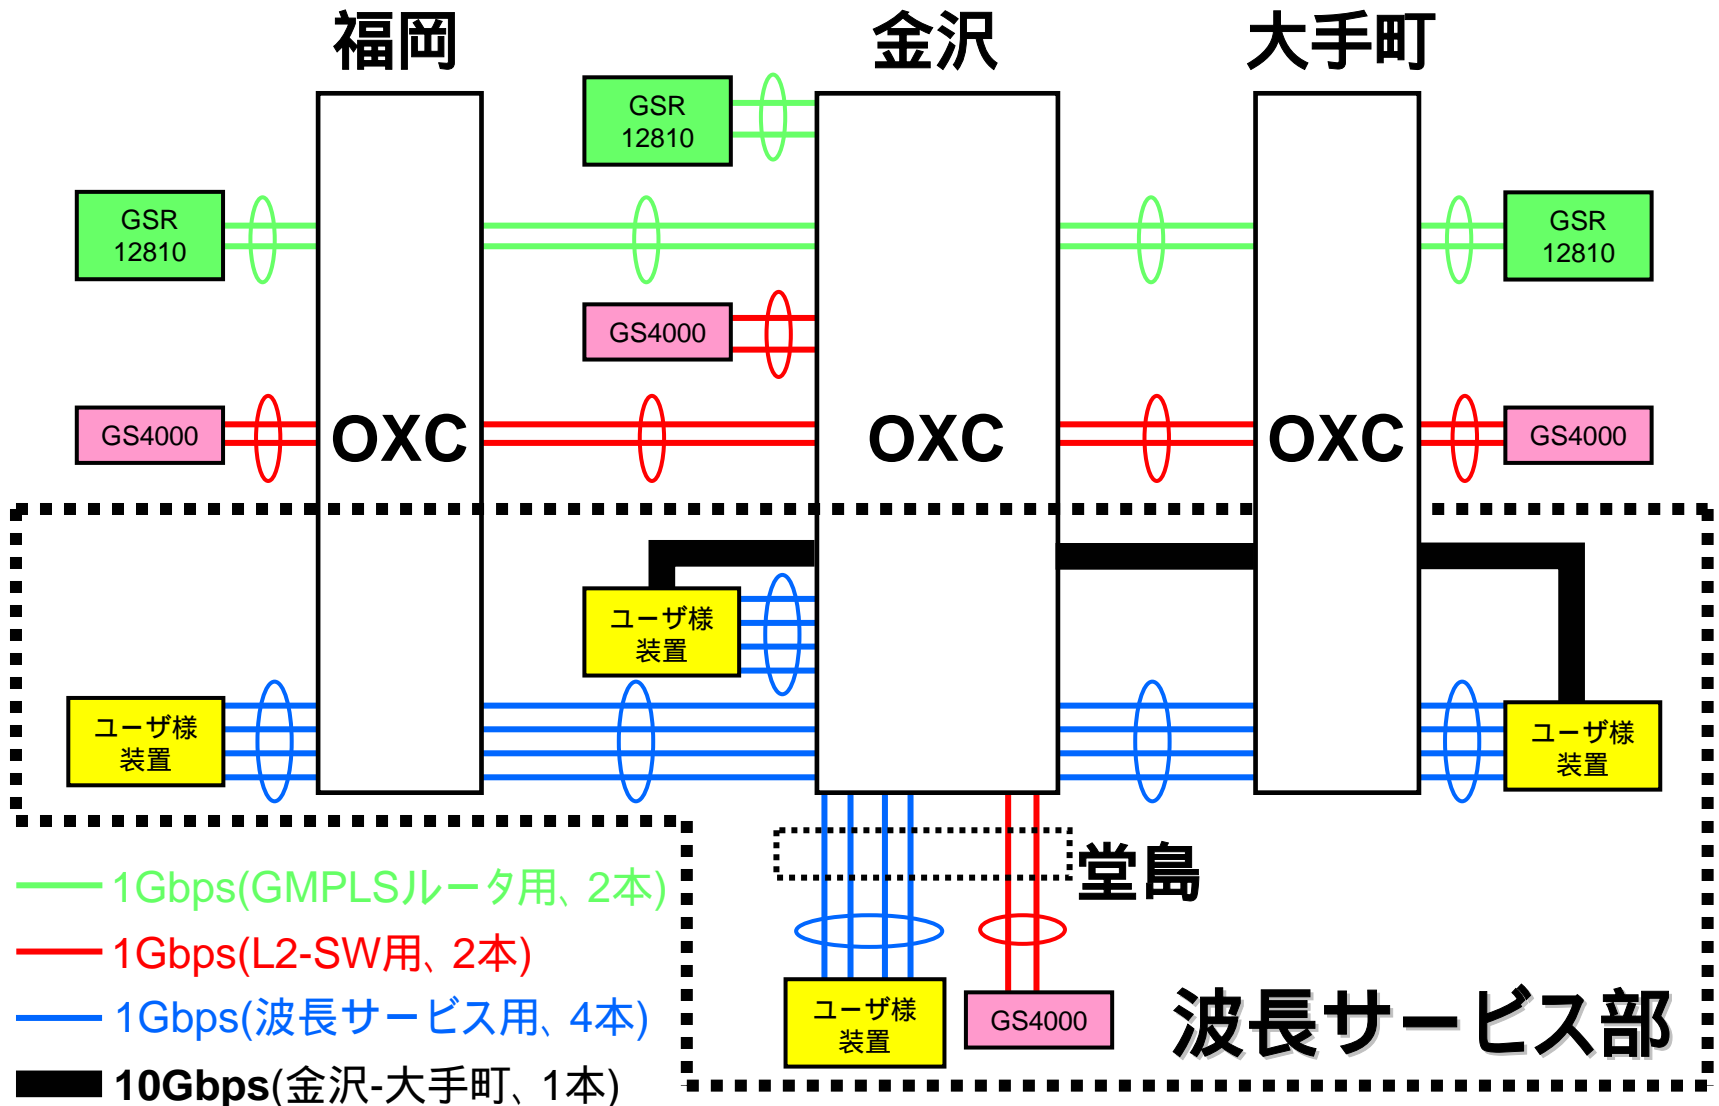 福岡
金沢
大手町
GSR
12810
GSR
12810
GSR
12810
GS4000
GS4000
GS4000
OXC
OXC
OXC
ユーザ様
装置
ユーザ様
装置
ユーザ様
装置
堂島
1Gbps(GMPLSルータ用、2本)
1Gbps(L2-SW用、2本)
1Gbps(波長サービス用、4本)
10Gbps(金沢-大手町、1本)
ユーザ様
装置
GS4000
波長サービス部